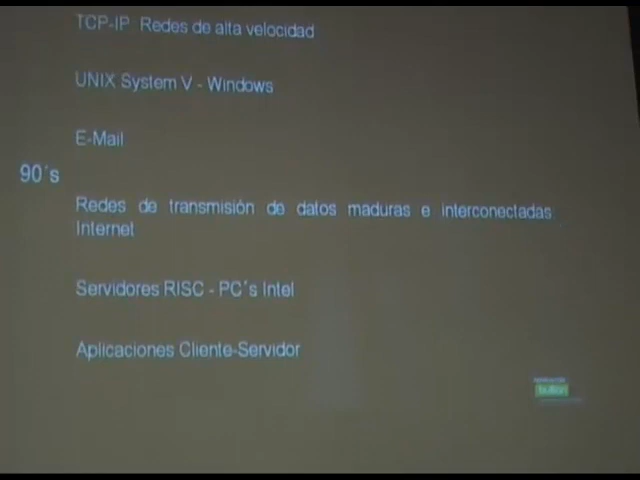 TCP-IP Redes de alta velocidad
UNIX System V - Windows
E-Mail
90´s
Redes de transmisión de datos maduras e interconectadas
Internet
Servidores RISC - PC´s Intel
Aplicaciones Cliente-Servidor